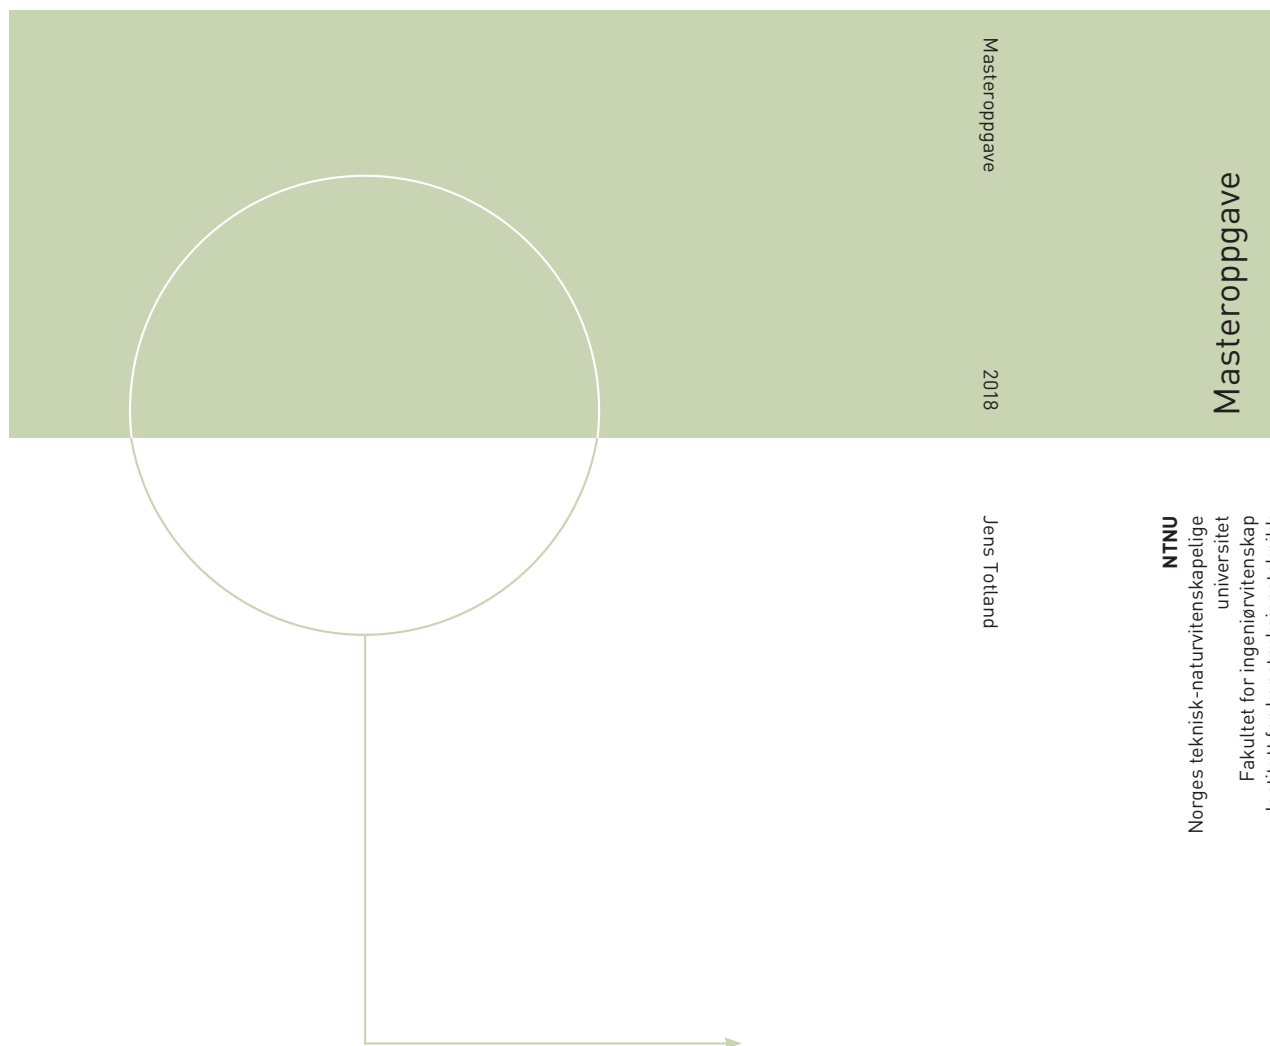 Masteroppgave
2018
Jens Totland
Masteroppgave
NTNU
Norges teknisk-naturvitenskapelige
universitet
Fakultet for ingeniørvitenskap